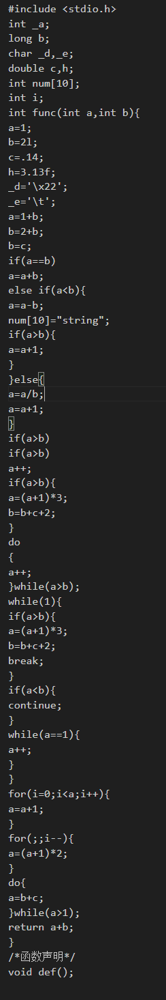 #include <stdio.h>
int _a;
long b;
char _d,_e;
double c,h;
int num[10];
int i;
int func(int a,int b){
a=1;
b=2l;
c=.14;
h=3.13f;
_d='\x22';
_e='\t';
a=1+b;
b=2+b;
b=c;
if(a==b)
a=a+b;
else if(a<b){
a=a-b;
num[10]="string";
if(a>b){
a=a+1;
}
}else{
a=a/b;
a=a+1;
}
if(a>b)
if(a>b)
a++;
if(a>b){
a=(a+1)*3;
b=b+c+2;
}
do
{
a++;
}while(a>b);
while(1){
if(a>b){
a=(a+1)*3;
b=b+c+2;
break;
}
if(a<b){
continue;
}
while(a==1){
a++;
}
}
for(i=0;i<a;i++){
a=a+1;
}
for(;;i--){
a=(a+1)*2;
}
do{
a=b+c;
}while(a>1);
return a+b;
}
/*函数声明*/
void def();